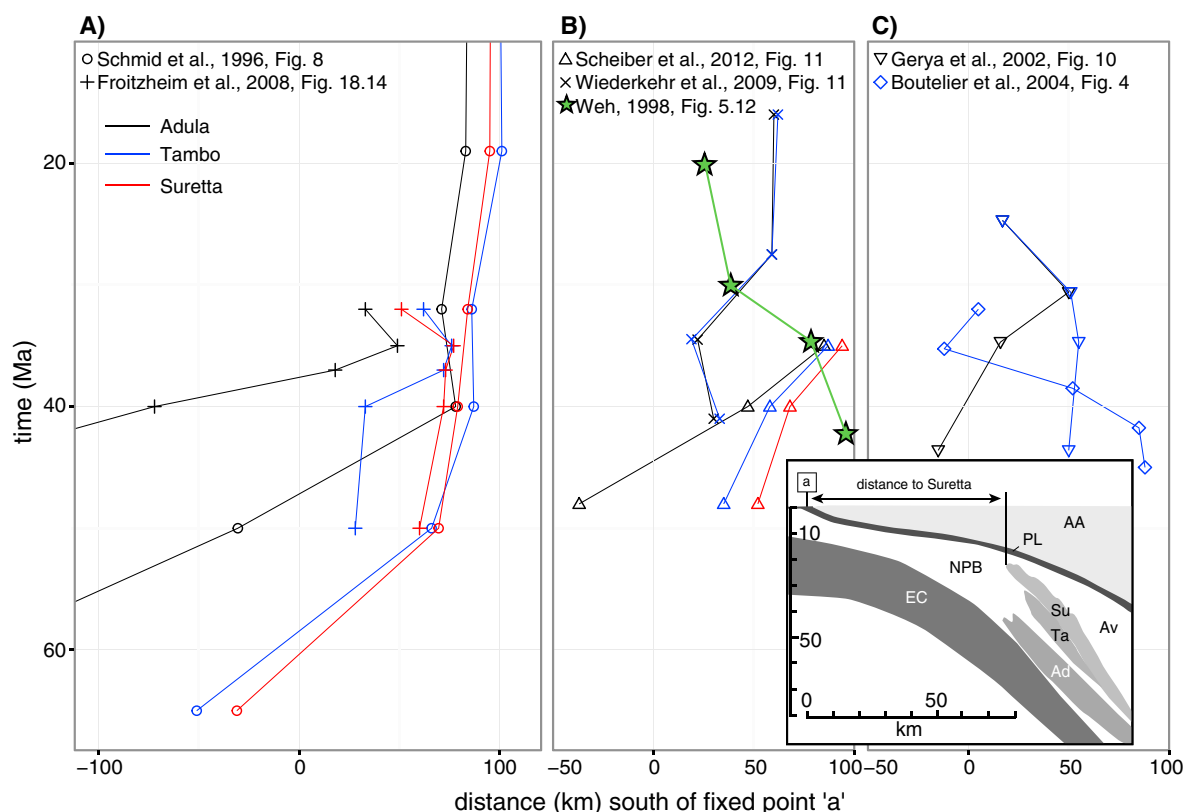 A)
B)
C)
Schmid et al., 1996, Fig. 8
Froitzheim et al., 2008, Fig. 18.14
Adula
Tambo
Suretta
Scheiber et al., 2012, Fig. 11
Wiederkehr et al., 2009, Fig. 11
Weh, 1998, Fig. 5.12
Gerya et al., 2002, Fig. 10
Boutelier et al., 2004, Fig. 4
time (Ma)
20
40
60
a
distance to Suretta
AA
PL
NPB
EC
Su
Ta
Av
Ad
10
50
0
50
km
−100
0
100
−50
0
50
100
−50
0
50
100
distance (km) south of fixed point 'a'